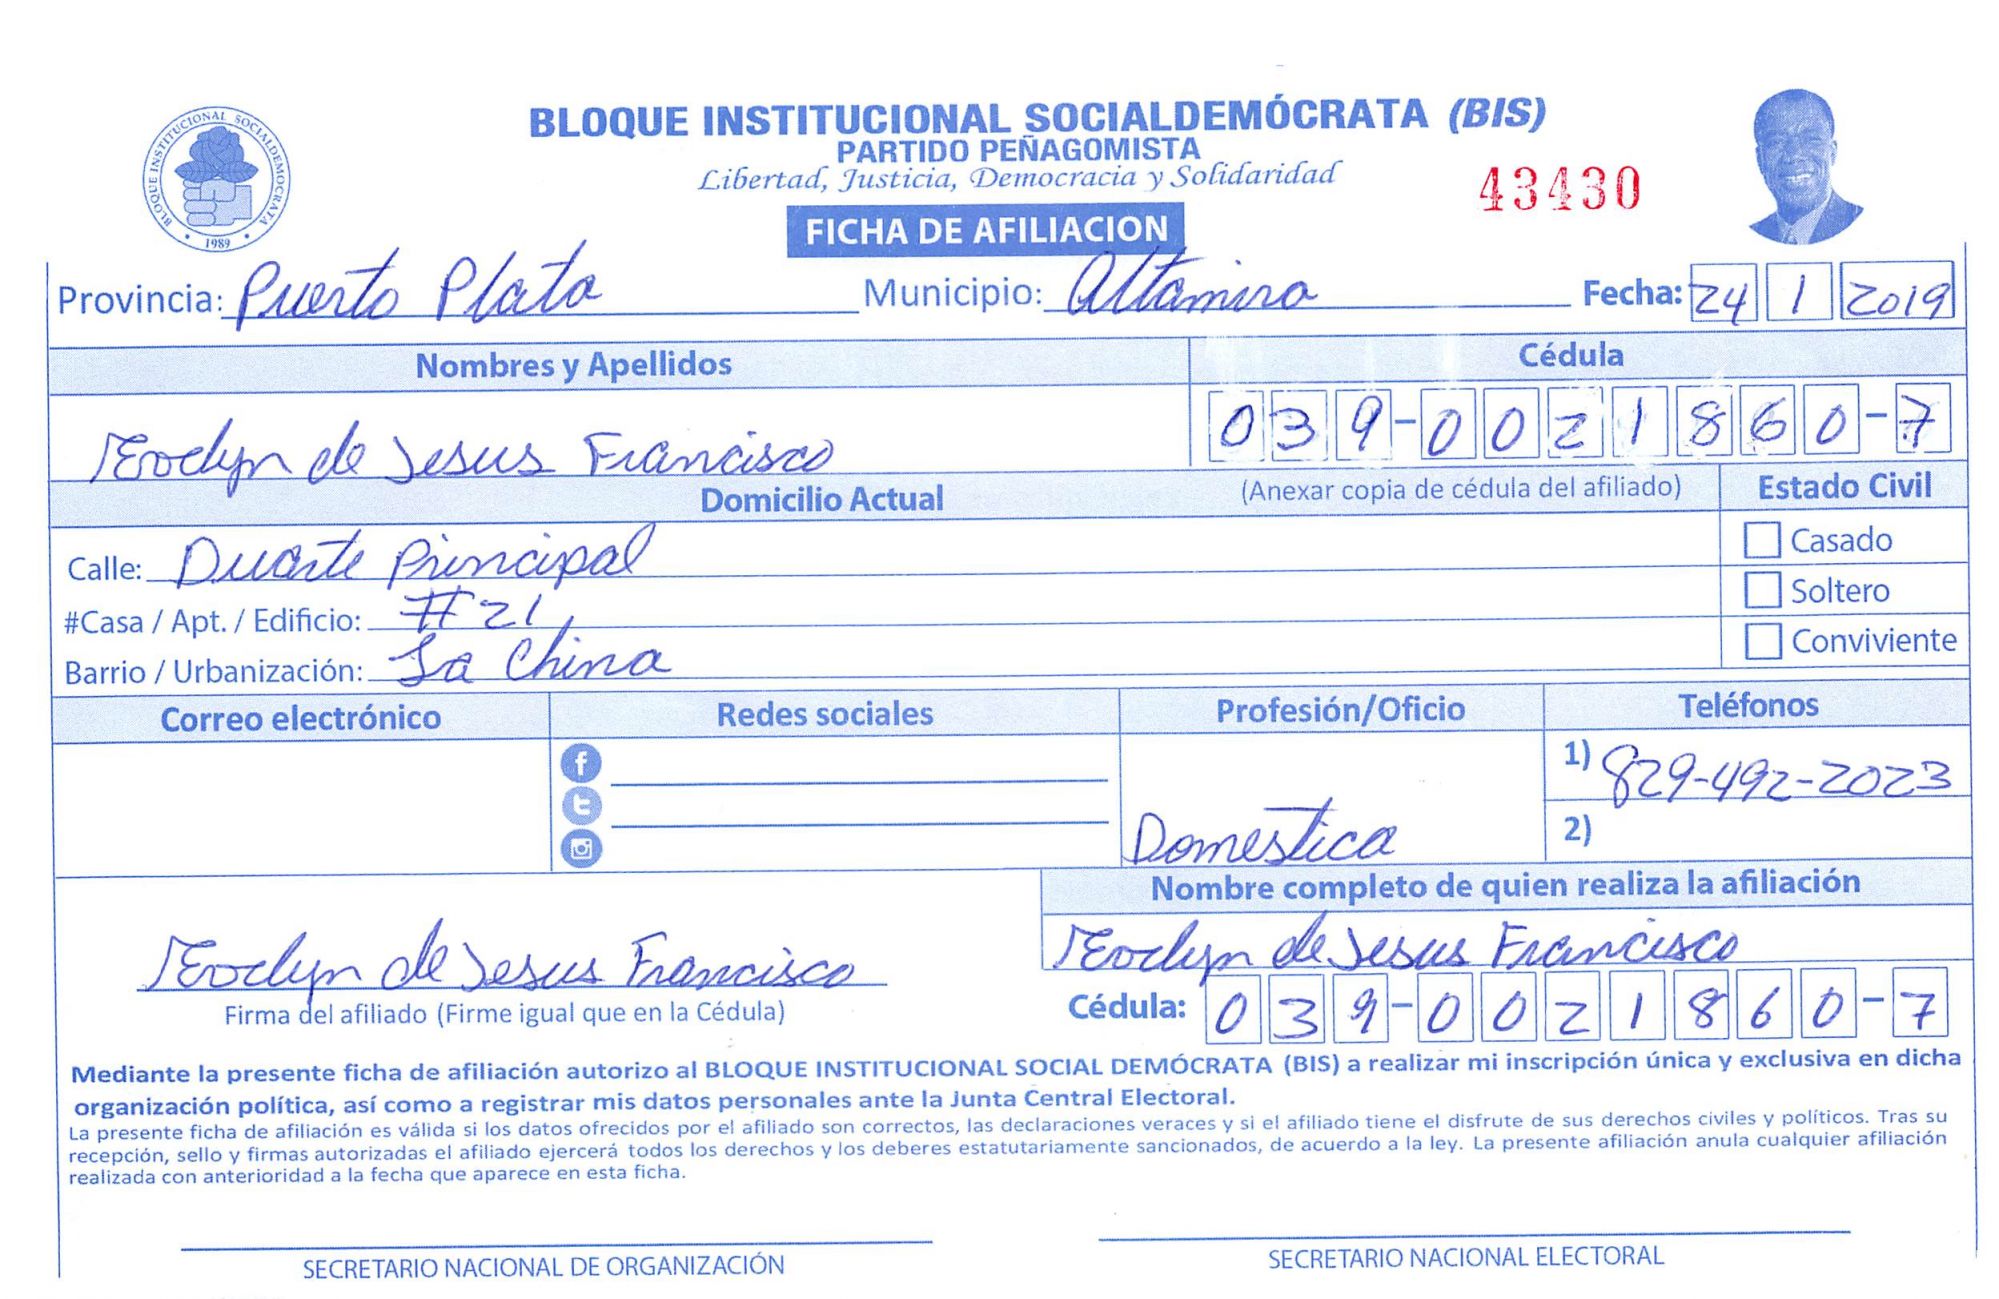 BLOQUE INSTITUCIONAL SOCIALDEMOCRATA
1989
BLOQUE INSTITUCIONAL SOCIALDEMÓCRATA (BIS)
PARTIDO PEÑAGOMISTA
Libertad, Justicia, Democracia y Solidaridad
43430
FICHA DE AFILIACION
Provincia: Puerto Plata Municipio: Altamira Fecha: 24 1 2019
Nombres y Apellidos Cédula
Evelyn de Jesus Francisco 039-0021860-7
Domicilio Actual (Anexar copia de cédula del afiliado) Estado Civil
Calle: Duarte Principal Casado
#Casa / Apt. / Edificio: #21, Soltero
Barrio / Urbanización: La China Conviviente
Correo electrónico Redes sociales Profesión/Oficio Teléfonos
1) 829-492-2023
Domestica 2)
Nombre completo de quien realiza la afiliación
Evelyn de Jesus Francisco Evelyn de Jesus Francisco
Firma del afiliado (Firme igual que en la Cédula) Cédula: 039-0021860-7
Mediante la presente ficha de afiliación autorizo al BLOQUE INSTITUCIONAL SOCIAL DEMÓCRATA (BIS) a realizar mi inscripción única y exclusiva en dicha
organización política, así como a registrar mis datos personales ante la Junta Central Electoral.
La presente ficha de afiliación es válida si los datos ofrecidos por el afiliado son correctos, las declaraciones veraces y si el afiliado tiene el disfrute de sus derechos civiles y políticos. Tras su
recepción, sello y firmas autorizadas el afiliado ejercerá todos los derechos y los deberes estatutariamente sancionados, de acuerdo a la ley. La presente afiliación anula cualquier afiliación
realizada con anterioridad a la fecha que aparece en esta ficha.
SECRETARIO NACIONAL DE ORGANIZACIÓN SECRETARIO NACIONAL ELECTORAL